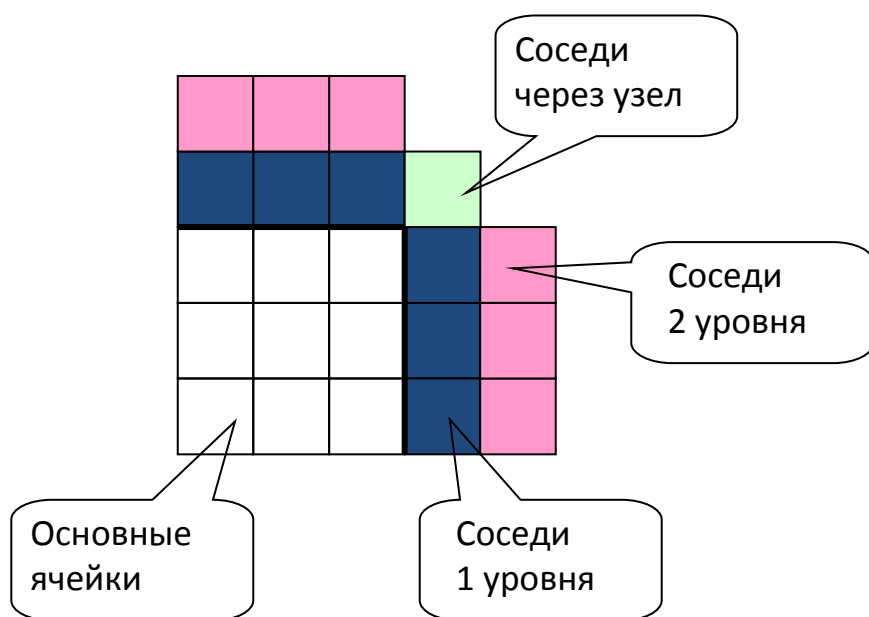 Соседи
через узел
Соседи
2 уровня
Основные
ячейки
Соседи
1 уровня